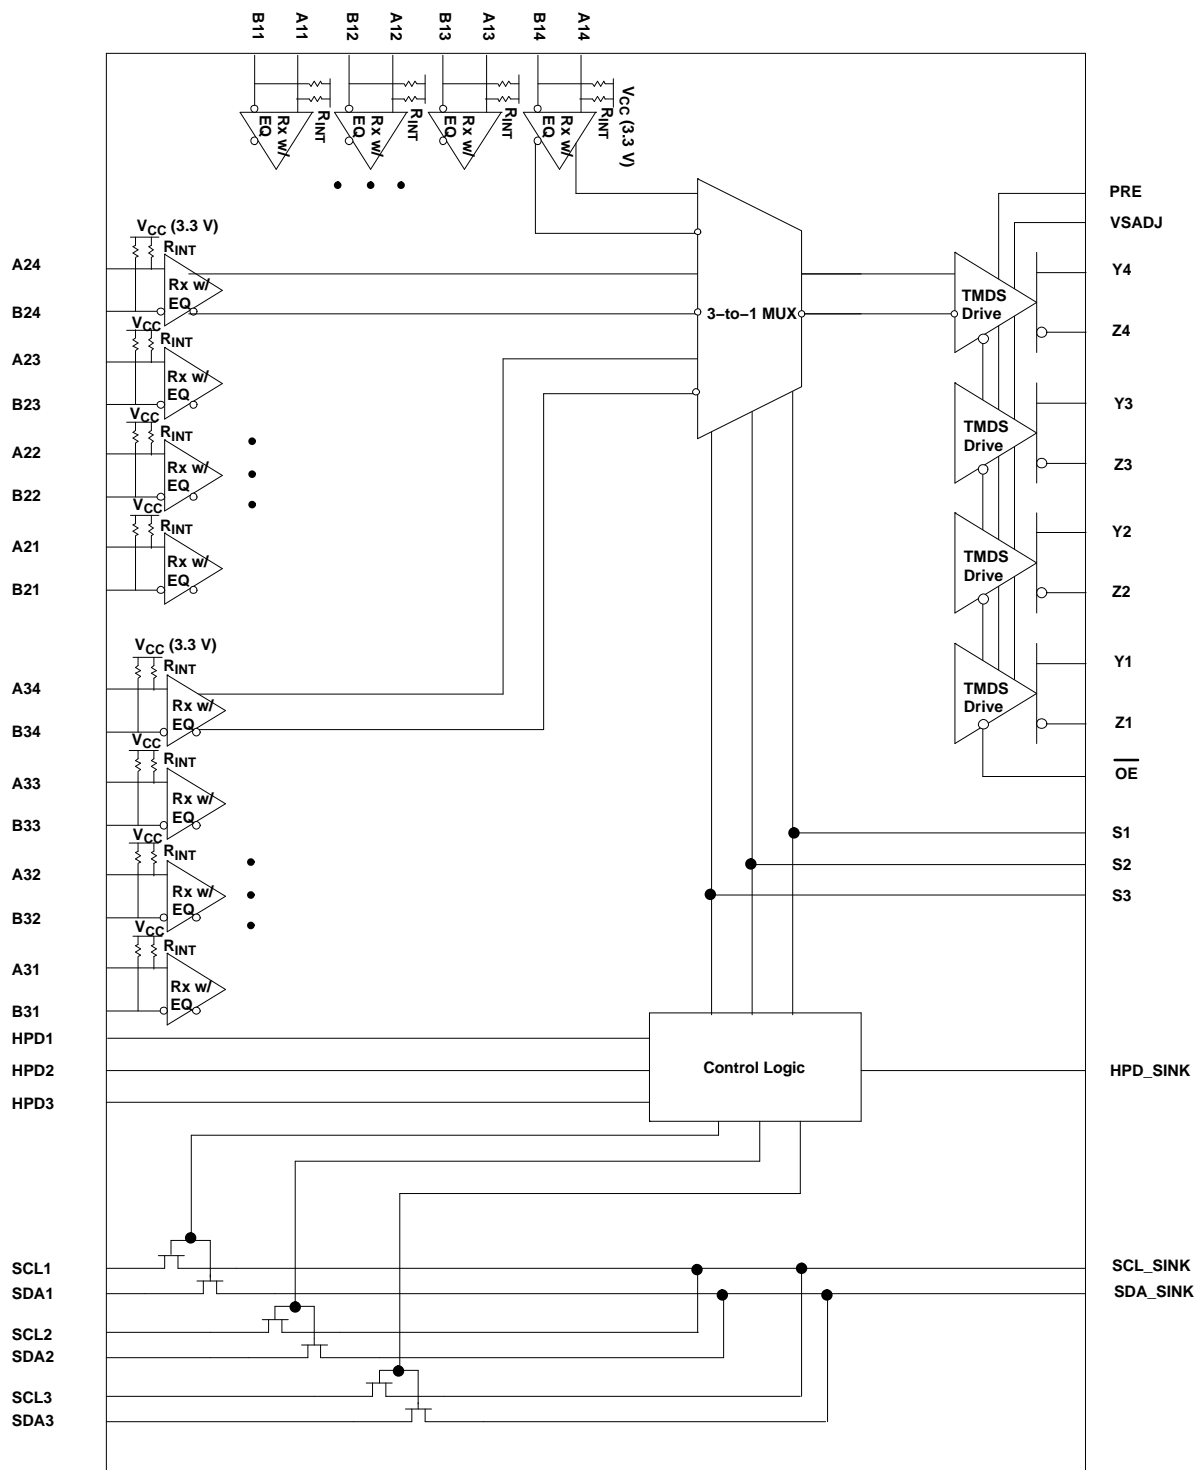 B11 A11 B12 A12 B13 A13 B14 A14
VCC (3.3 V)
RINT
RINT
RINT
RINT
Rx w/
EQ
Rx w/
EQ
Rx w/
EQ
Rx w/
EQ
PRE
VSADJ
VCC (3.3 V)
RINT
A24
Rx w/
EQ
B24
VCC
RINT
A23
Rx w/
EQ
B23
VCC
RINT
A22
Rx w/
EQ
B22
VCC
RINT
A21
Rx w/
EQ
B21
3–to–1 MUX
TMDS
Drive
Y4
Z4
TMDS
Drive
Y3
Z3
TMDS
Drive
Y2
Z2
TMDS
Drive
Y1
Z1
OE
VCC (3.3 V)
RINT
A34
Rx w/
EQ
B34
VCC
RINT
A33
Rx w/
EQ
B33
VCC
RINT
A32
Rx w/
EQ
B32
VCC
RINT
A31
Rx w/
EQ
B31
S1
S2
S3
HPD1
HPD2
HPD3
Control Logic
HPD_SINK
SCL1
SDA1
SCL2
SDA2
SCL3
SDA3
SCL_SINK
SDA_SINK